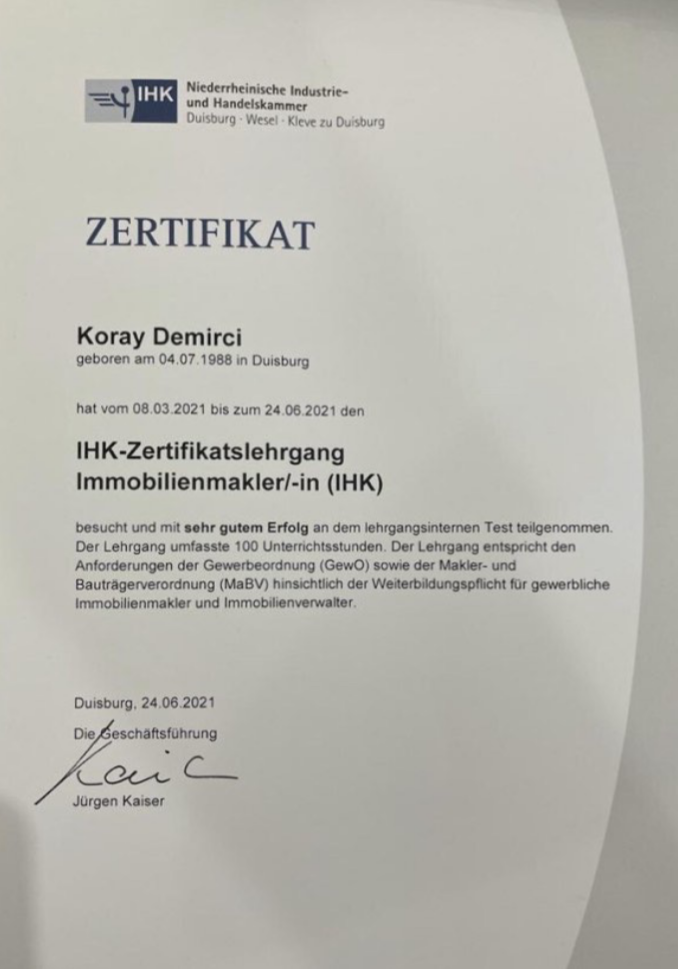 IHK
Niederrheinische Industrie-
und Handelskammer
Duisburg · Wesel · Kleve zu Duisburg
ZERTIFIKAT
Koray Demirci
geboren am 04.07.1988 in Duisburg
hat vom 08.03.2021 bis zum 24.06.2021 den
IHK-Zertifikatslehrgang
Immobilienmakler/-in (IHK)
besucht und mit sehr gutem Erfolg an dem lehrgangsinternen Test teilgenommen.
Der Lehrgang umfasste 100 Unterrichtsstunden. Der Lehrgang entspricht den
Anforderungen der Gewerbeordnung (GewO) sowie der Makler- und
Bauträgerverordnung (MaBV) hinsichtlich der Weiterbildungspflicht für gewerbliche
Immobilienmakler und Immobilienverwalter.
Duisburg, 24.06.2021
Die Geschäftsführung
Jürgen Kaiser